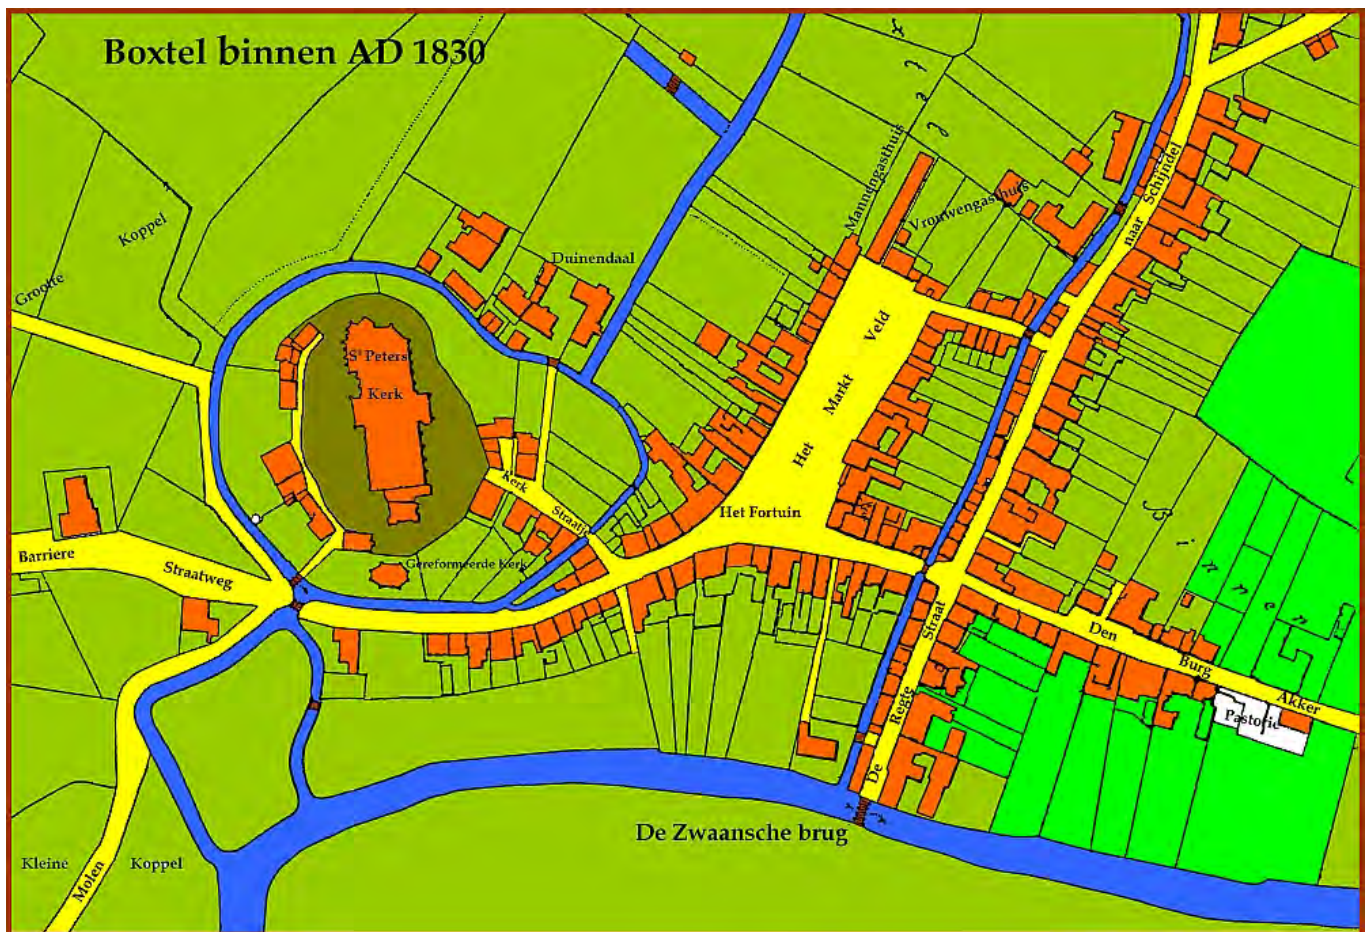 Boxtel binnen AD 1830
Koppel
Groote
Duinendaal
Mannengasthuis
Vrouwengasthuis
naar Schijndel
St Peters
Kerk
Het Markt Veld
Kerk
Straatje
Het Fortuin
Gereformeerde Kerk
Barriere
Straatweg
B i n n e n
De Regte Straat
Den
Burg
Akker
Pastorie
De Zwaansche brug
Kleine
Koppel
Molen